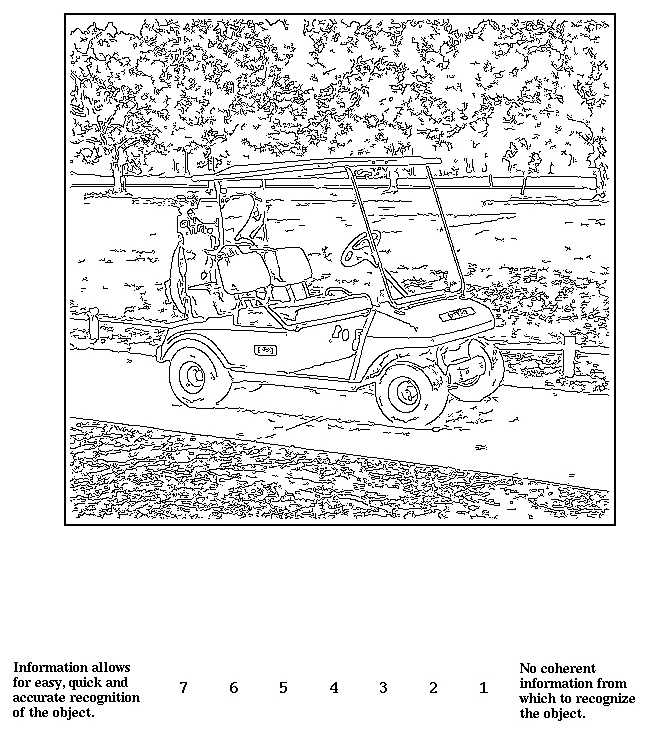 Information allows
for easy, quick and
accurate recognition
of the object.
7 6 5 4 3 2 1
No coherent
information from
which to recognize
the object.